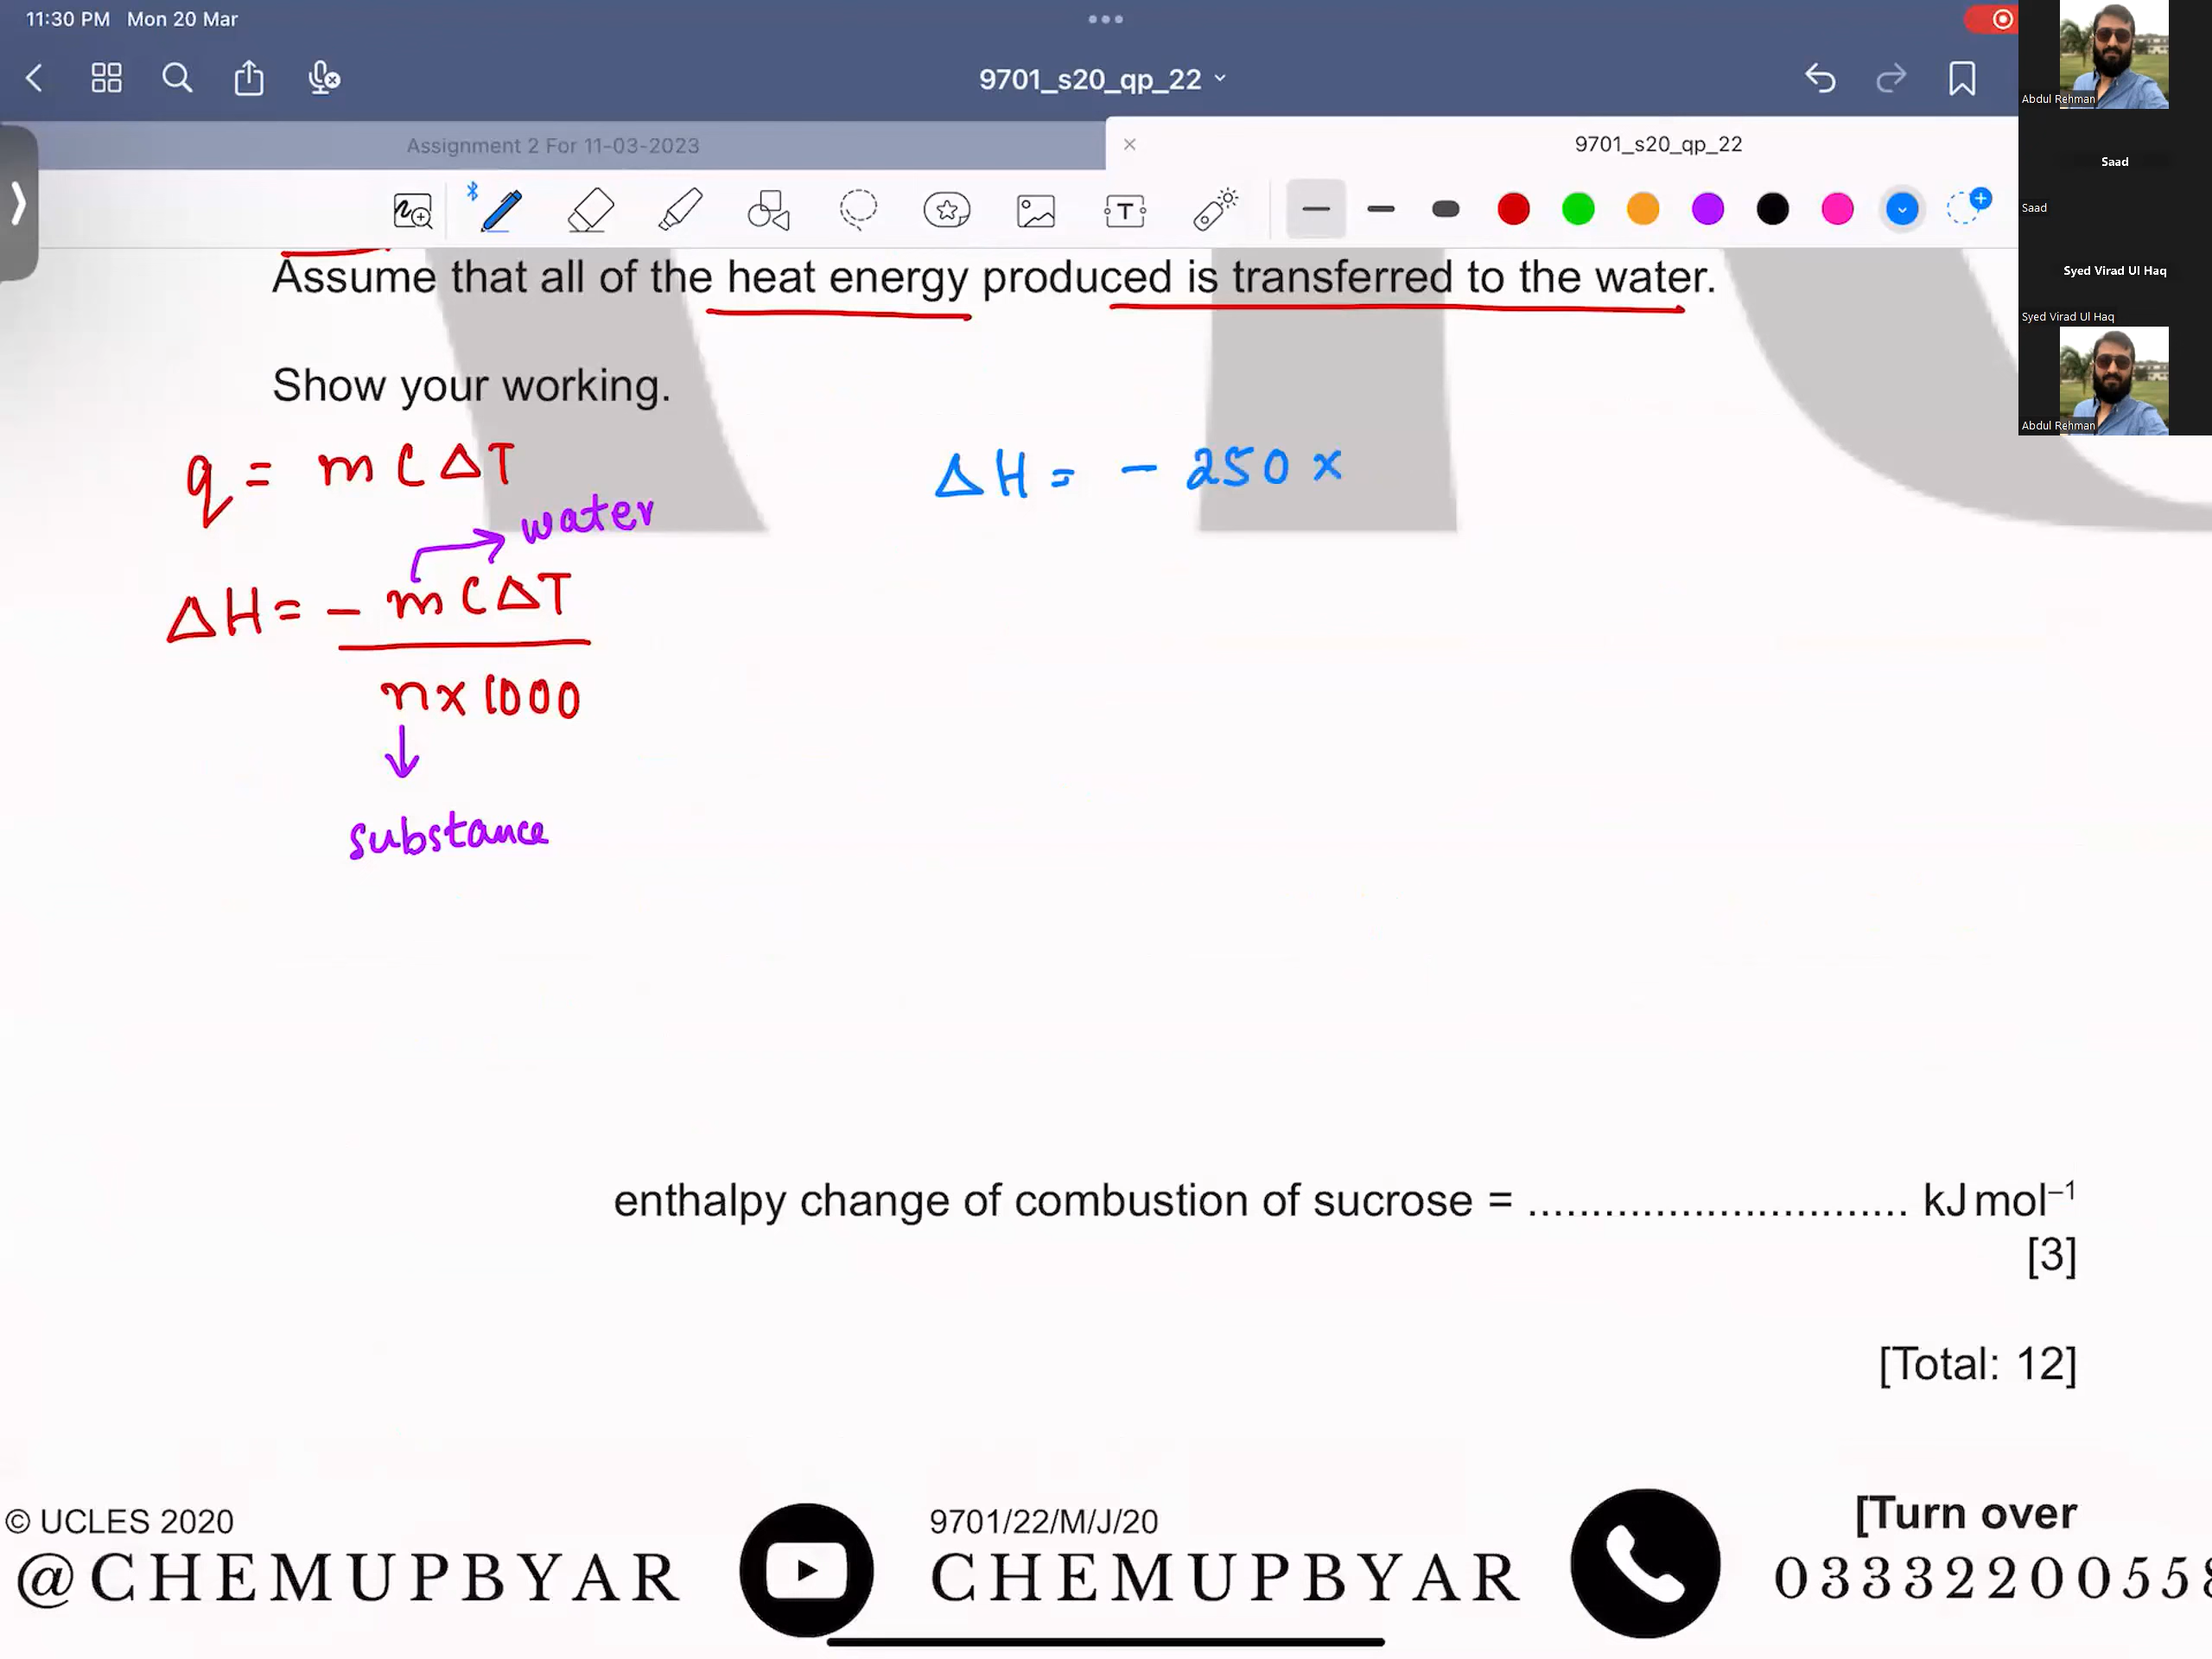 11:30 PM Mon 20 Mar
9701_s20_qp_22
Abdul Rehman
Assignment 2 For 11-03-2023
9701_s20_qp_22
Saad
Saad
Syed Virad Ul Haq
Syed Virad Ul Haq
Abdul Rehman
Assume that all of the heat energy produced is transferred to the water.
Show your working.
q = m C Δ T
ΔH = - 250 x
water
ΔH = - m C Δ T
n x 1000
substance
enthalpy change of combustion of sucrose = .............................. kJ mol⁻¹
[3]
[Total: 12]
© UCLES 2020
9701/22/M/J/20
[Turn over
@CHEMUPBYAR
CHEMUPBYAR
0333220055